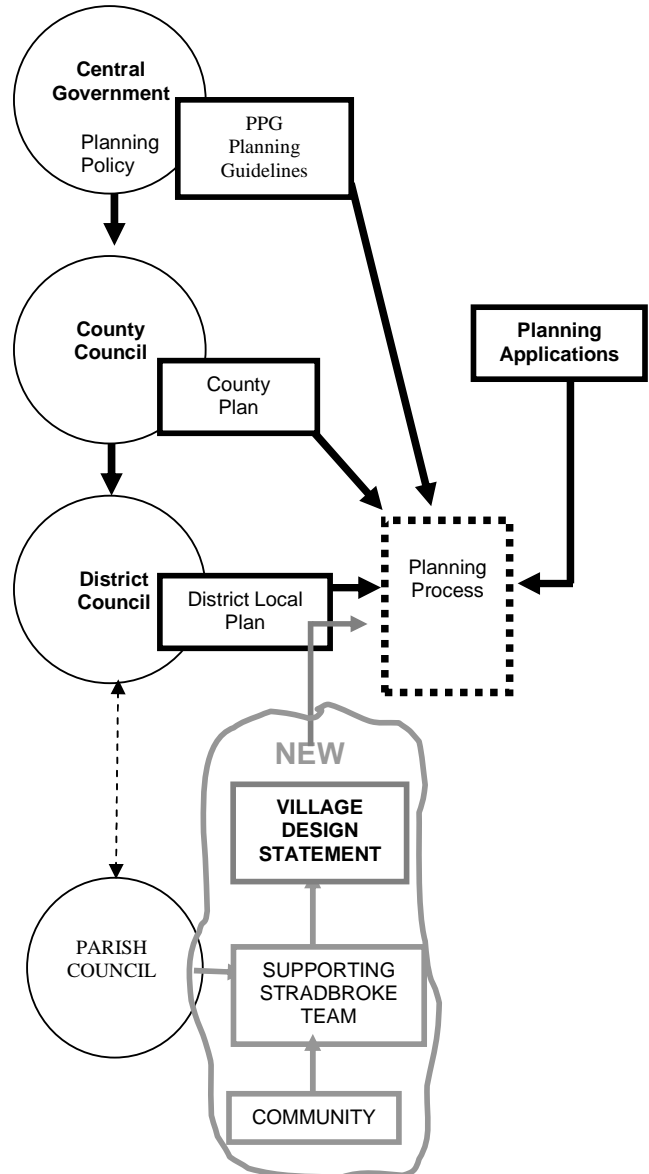 Central
Government
Planning
Policy
PPG
Planning
Guidelines
County
Council
County
Plan
Planning
Applications
District
Council
District Local
Plan
Planning
Process
NEW
VILLAGE
DESIGN
STATEMENT
PARISH
COUNCIL
SUPPORTING
STRADBROKE
TEAM
COMMUNITY